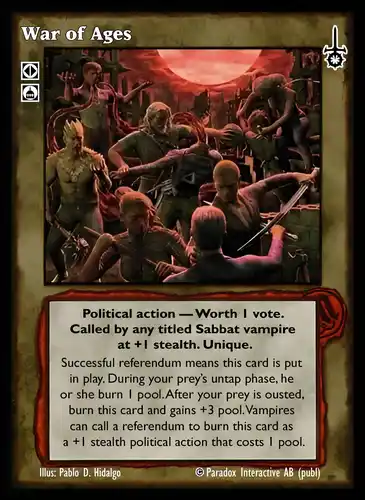 War of Ages
Political action — Worth 1 vote.
Called by any titled Sabbat vampire
at +1 stealth. Unique.
Successful referendum means this card is put
in play. During your prey's untap phase, he
or she burn 1 pool. After your prey is ousted,
burn this card and gains +3 pool. Vampires
can call a referendum to burn this card as
a +1 stealth political action that costs 1 pool.
Illus: Pablo D. Hidalgo © Paradox Interactive AB (publ)